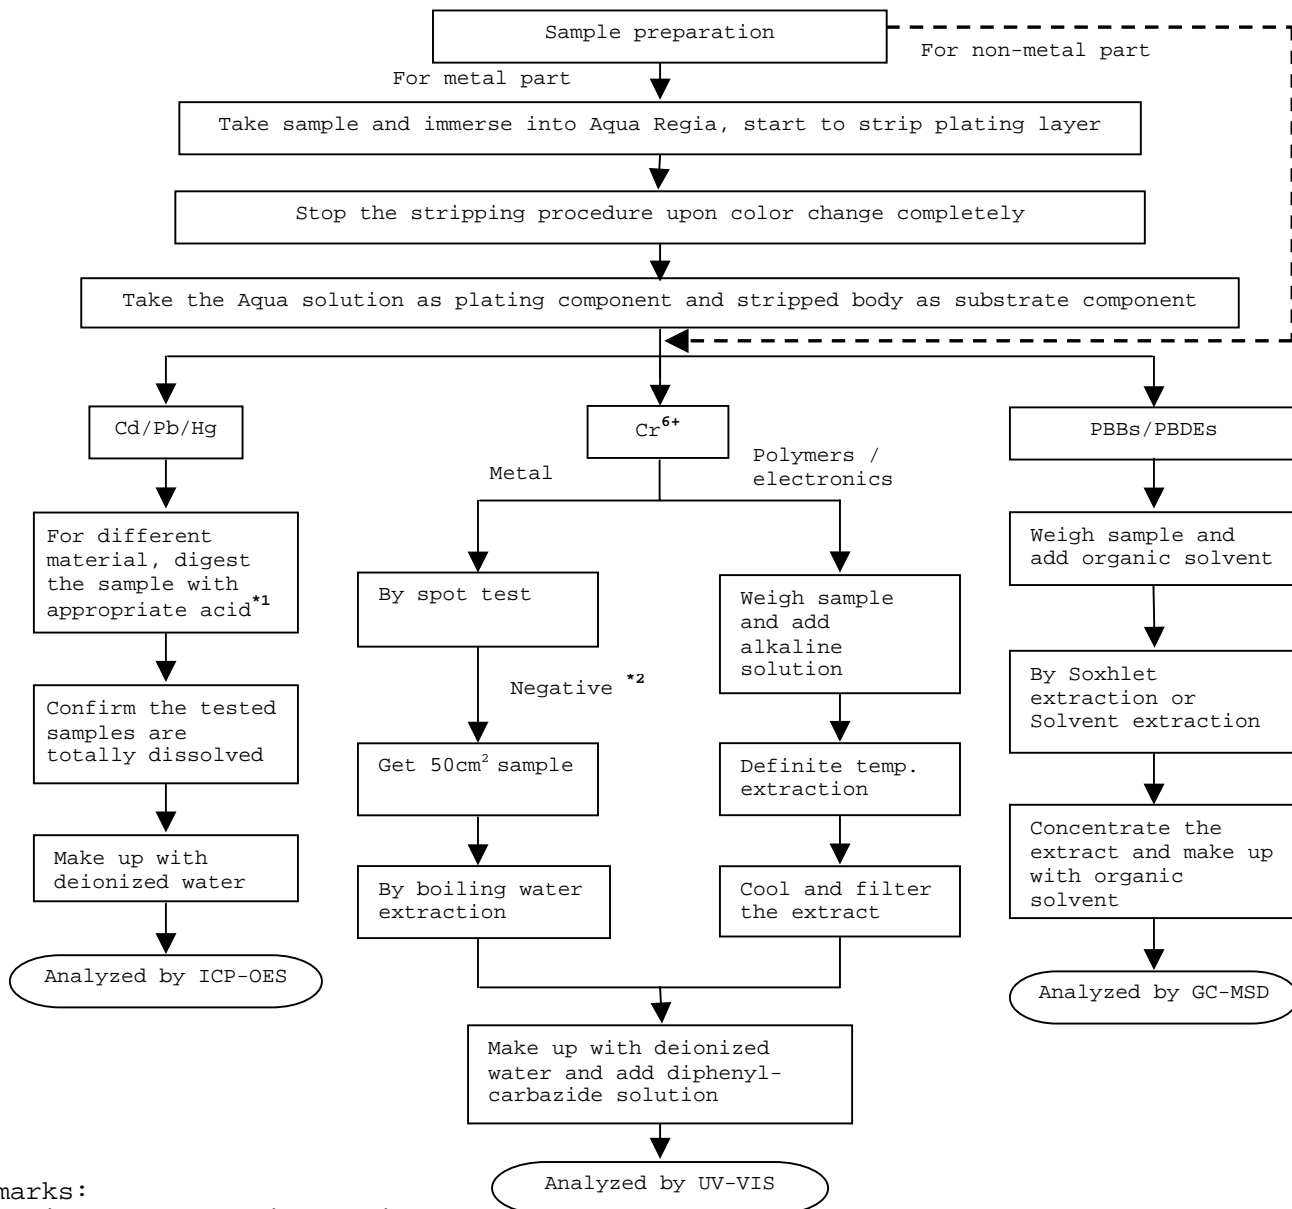 Sample preparation
For non-metal part
For metal part
Take sample and immerse into Aqua Regia, start to strip plating layer
Stop the stripping procedure upon color change completely
Take the Aqua solution as plating component and stripped body as substrate component
Cd/Pb/Hg
Cr⁶⁺
PBBs/PBDEs
Metal
Polymers /
electronics
For different
material, digest
the sample with
appropriate acid*1
By spot test
Weigh sample
and add
alkaline
solution
Weigh sample and
add organic solvent
Negative *2
Confirm the tested
samples are
totally dissolved
Get 50cm² sample
Definite temp.
extraction
By Soxhlet
extraction or
Solvent extraction
Make up with
deionized water
By boiling water
extraction
Cool and filter
the extract
Concentrate the
extract and make up
with organic
solvent
Analyzed by ICP-OES
Analyzed by GC-MSD
Make up with deionized
water and add diphenyl-
carbazide solution
Analyzed by UV-VIS
marks: